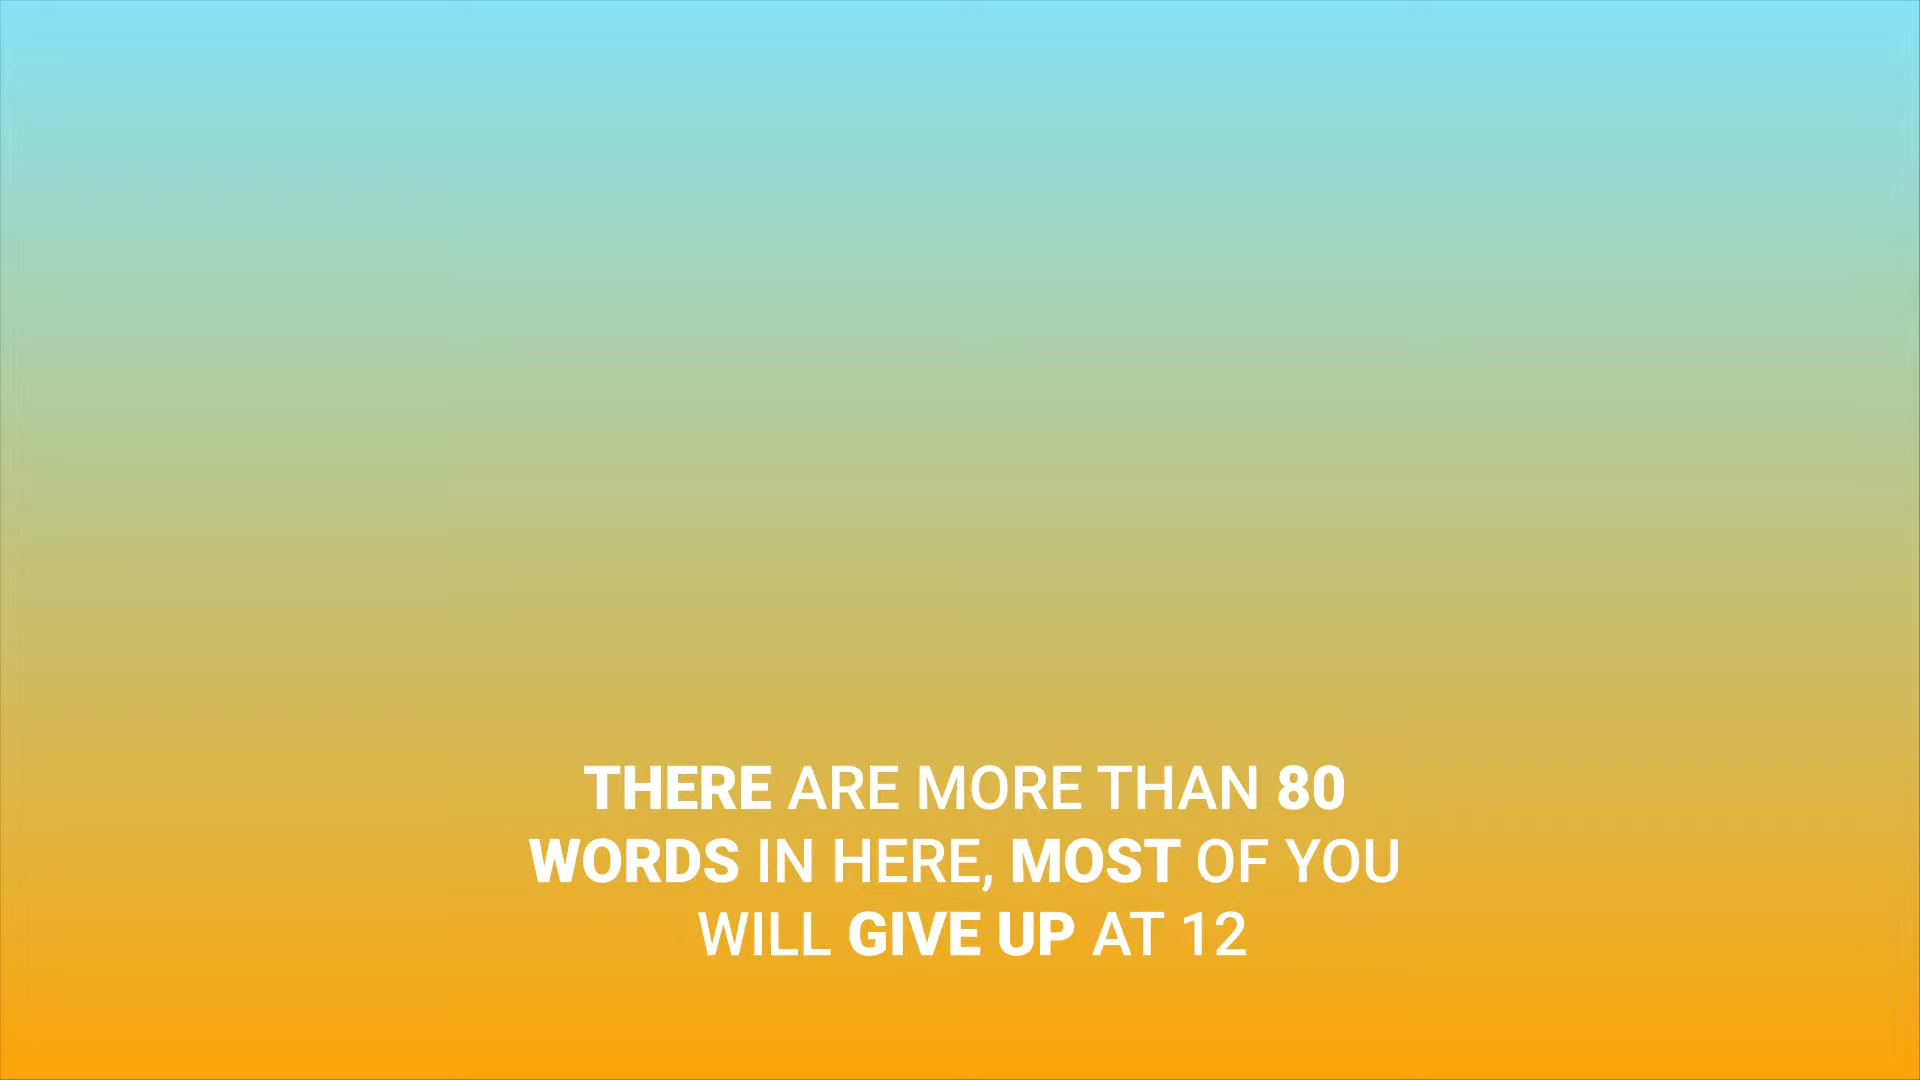 THERE ARE MORE THAN 80
WORDS IN HERE, MOST OF YOU
WILL GIVE UP AT 12